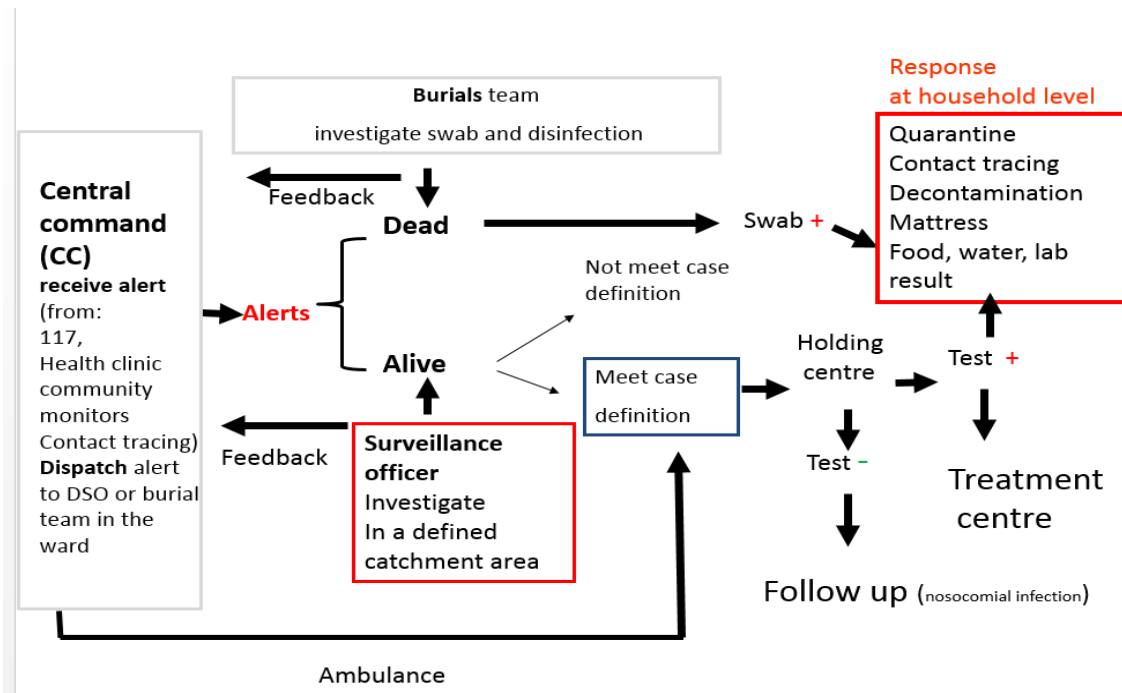 Response
at household level
Burials team
investigate swab and disinfection
Quarantine
Contact tracing
Decontamination
Mattress
Food, water, lab
result
Central
command
(CC)
receive alert
(from:
117,
Health clinic
community
monitors
Contact tracing)
Dispatch alert
to DSO or burial
team in the
ward
Feedback
Dead
Swab +
Not meet case
definition
Alerts
Alive
Meet case
definition
Holding
centre
Test +
Feedback
Surveillance
officer
Investigate
In a defined
catchment area
Test -
Treatment
centre
Follow up (nosocomial infection)
Ambulance